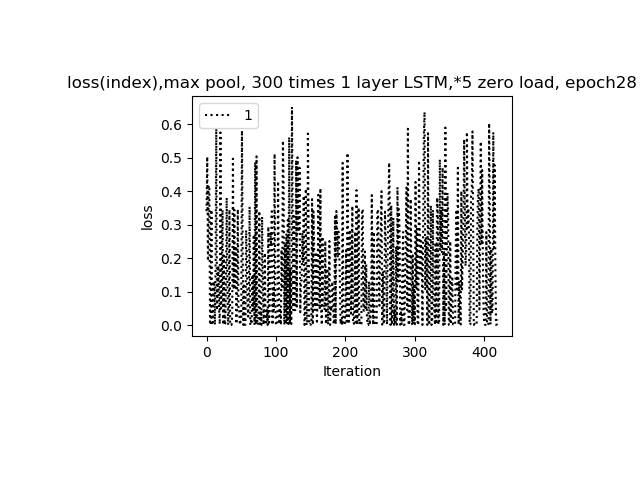 loss(index),max pool, 300 times 1 layer LSTM,*5 zero load, epoch28
1
loss
0.6
0.5
0.4
0.3
0.2
0.1
0.0
0 100 200 300 400
Iteration